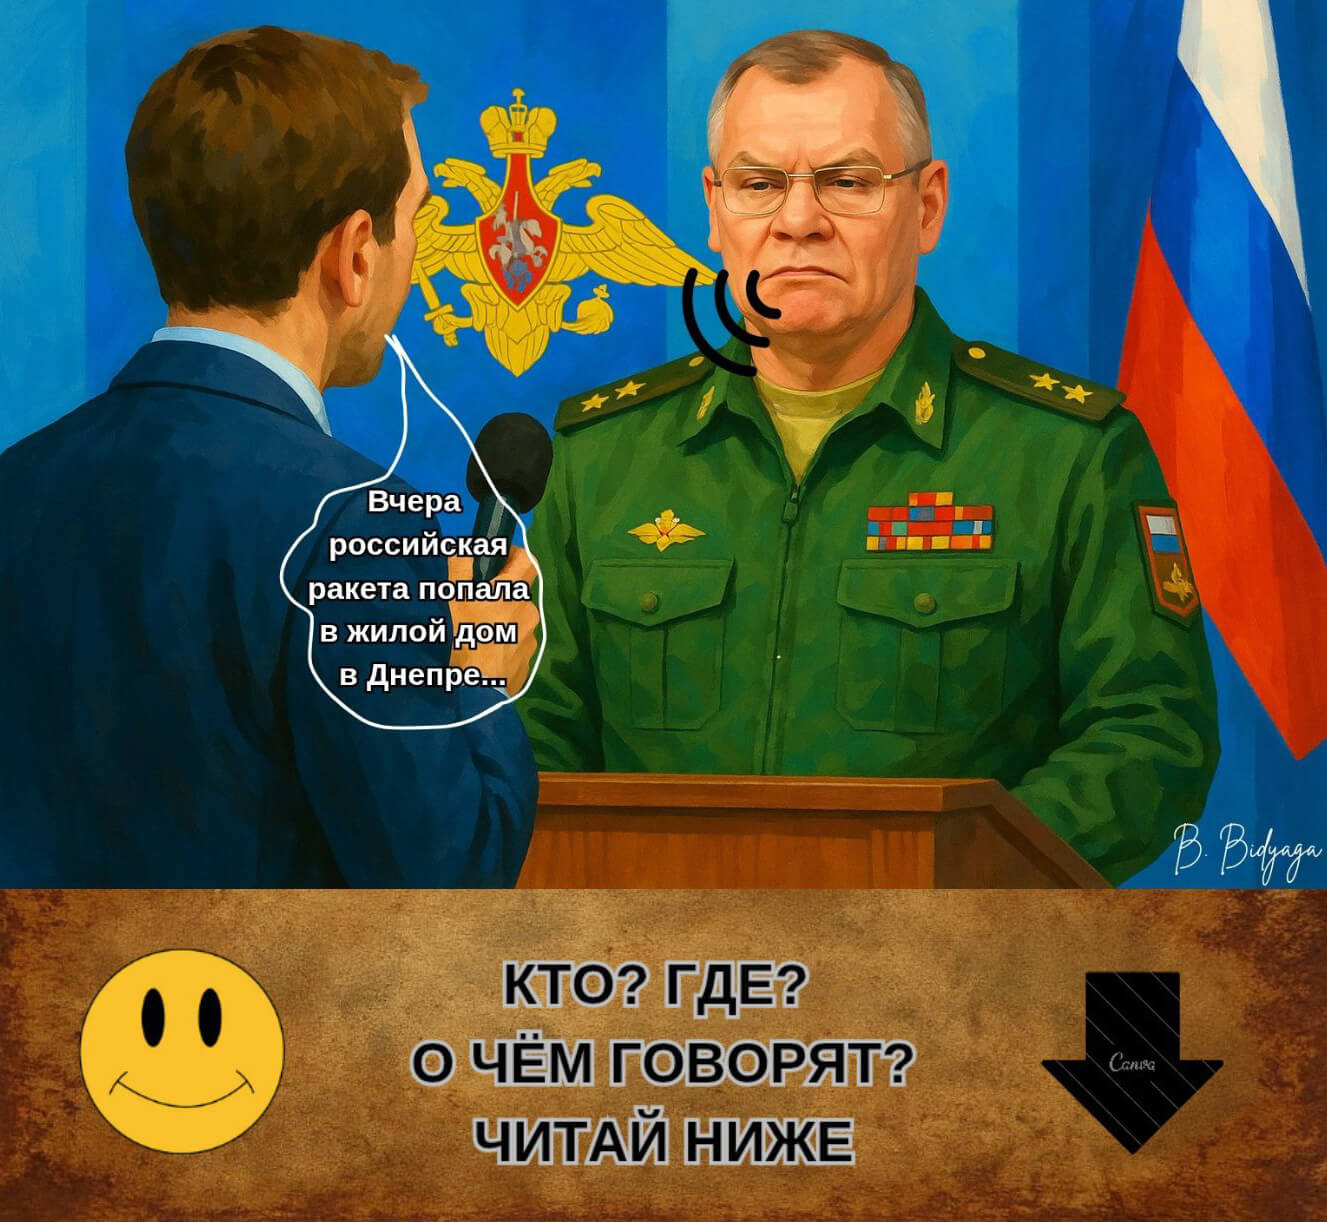 Вчера
российская
ракета попала
в жилой дом
в Днепре...
B. Bidyaga
КТО? ГДЕ?
О ЧЁМ ГОВОРЯТ?
ЧИТАЙ НИЖЕ
Canva